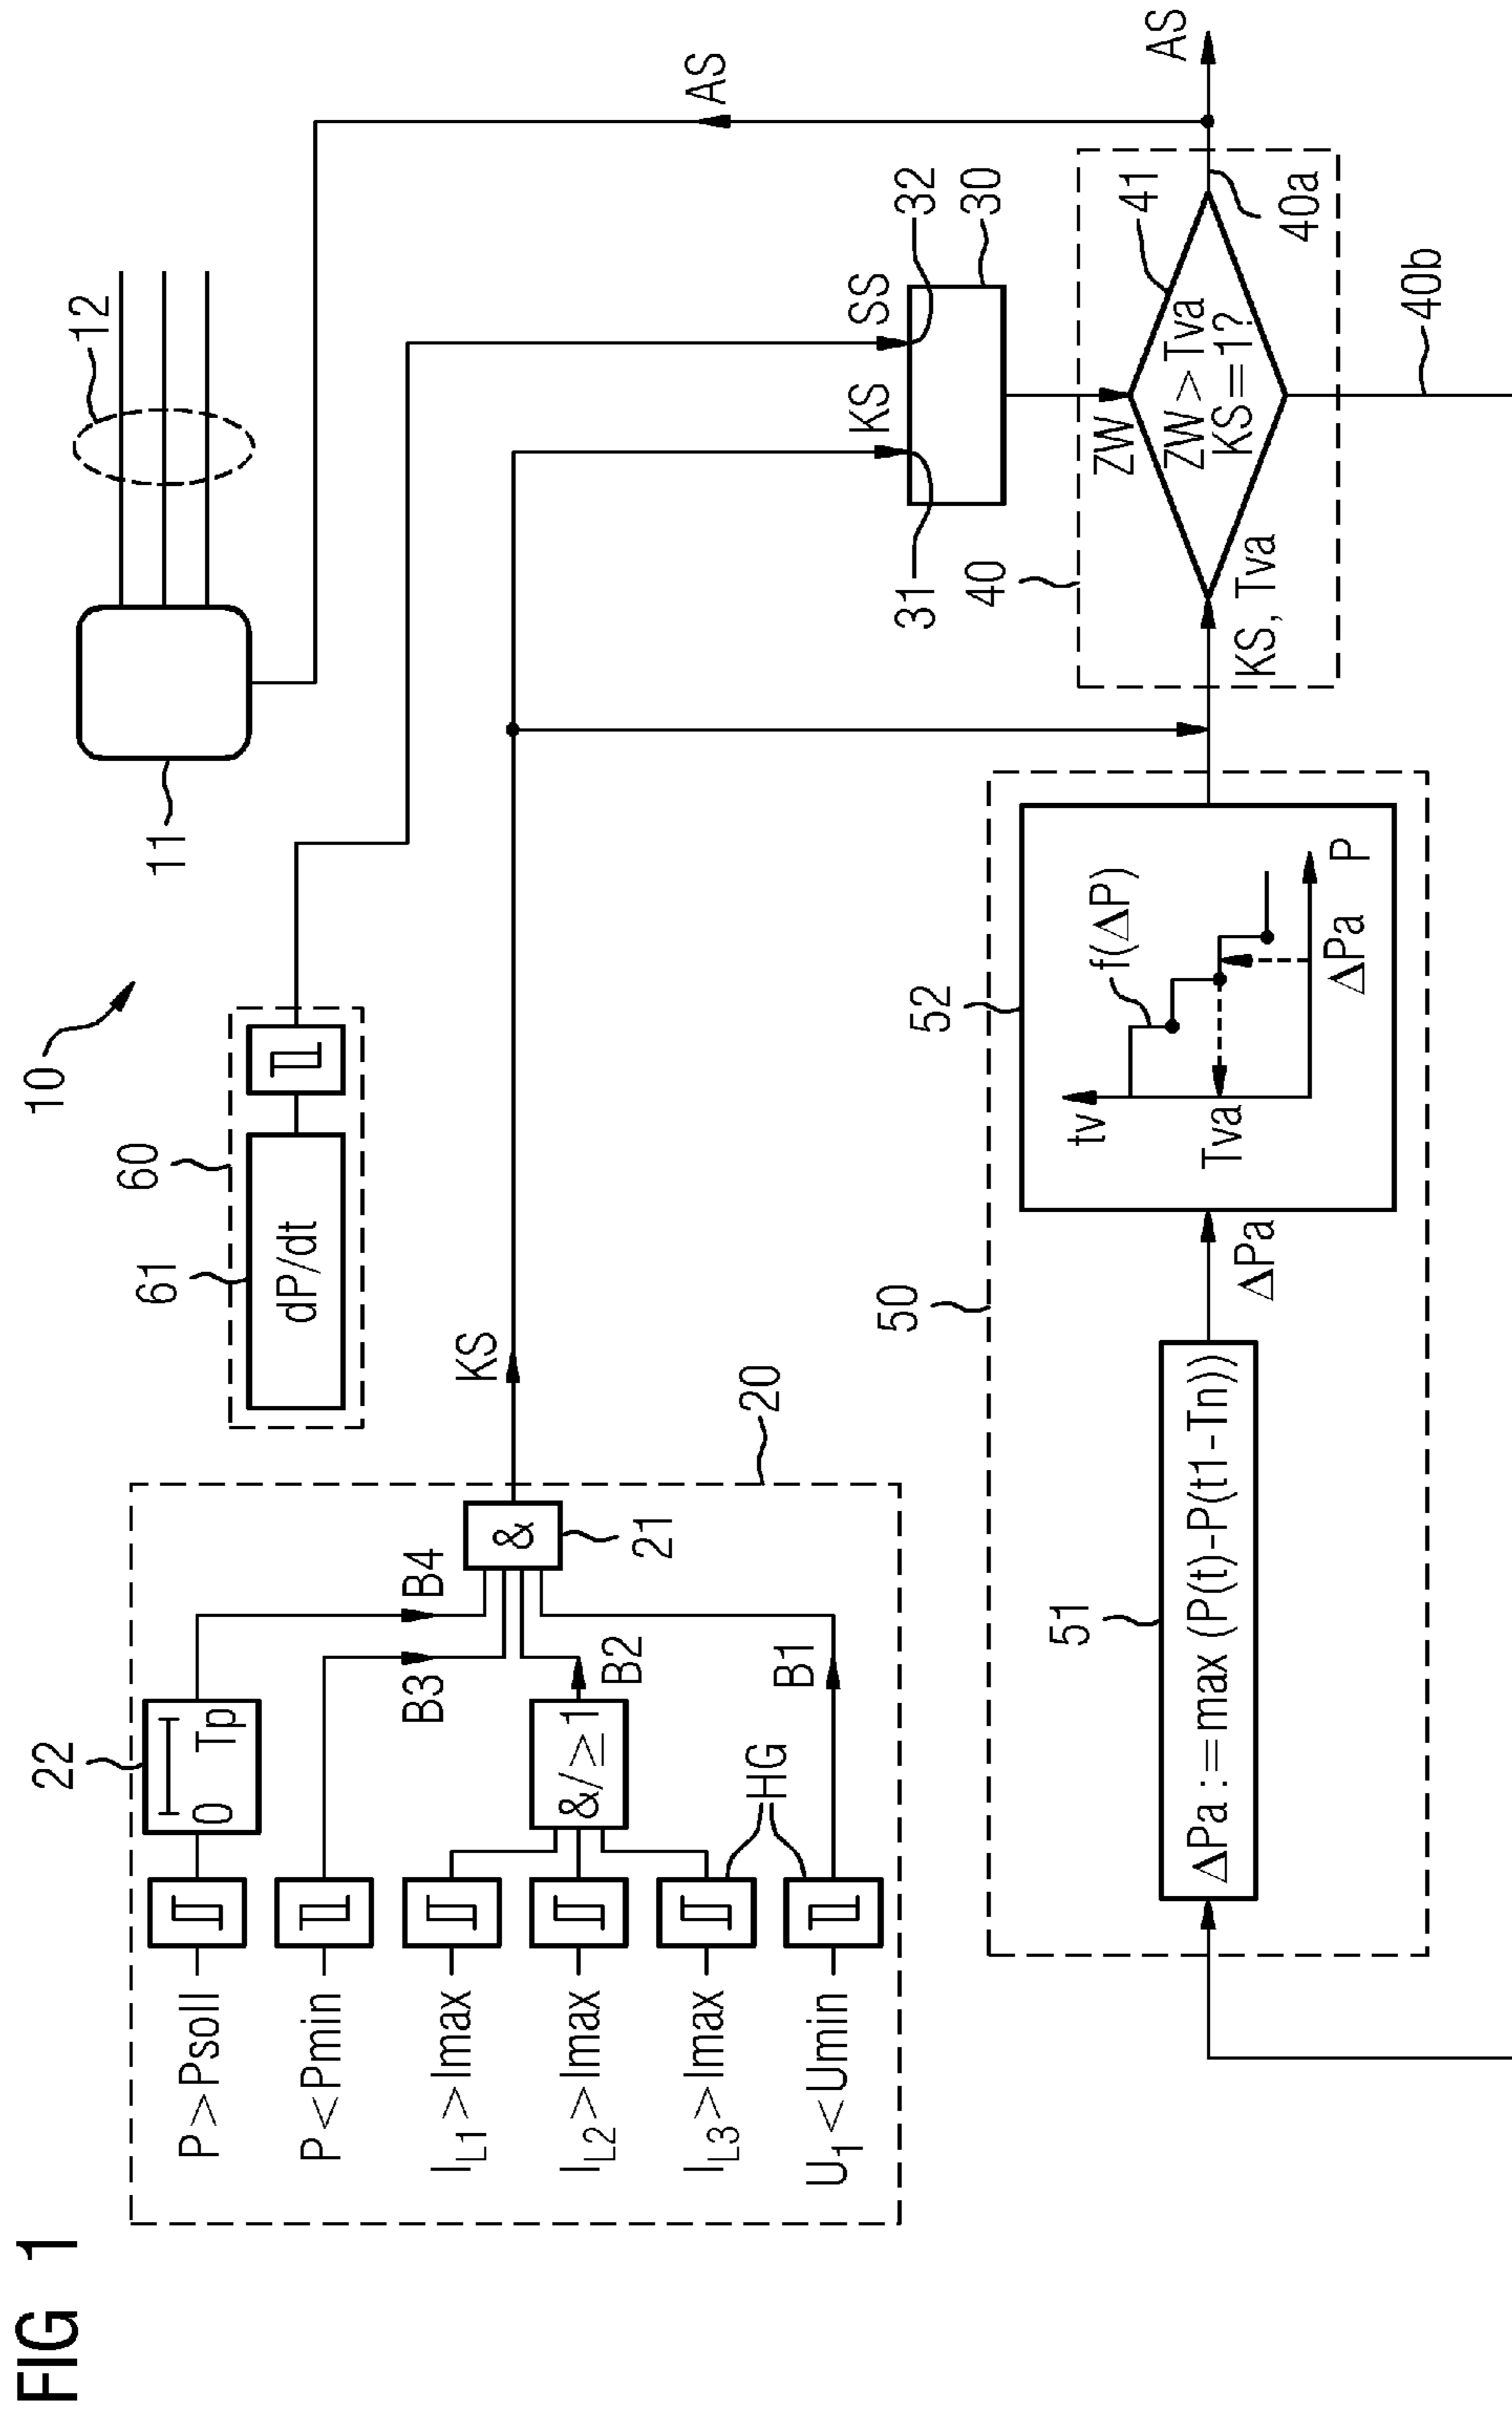 FIG 1
10
11
12
AS
AS
60
61
dP/dt
20
P>Psoll
P<Pmin
IL1>Imax
IL2>Imax
IL3>Imax
U1<Umin
22
0 Tp
&/≥1
HG
B4
B3
B2
B1
&
21
KS
KS
SS
31
32
30
40
ZW
ZW>Tva
KS=1?
41
KS, Tva
40a
40b
50
51
ΔPa:=max (P(t)-P(t1-Tn))
ΔPa
52
tv
f(ΔP)
Tva
ΔPa
P